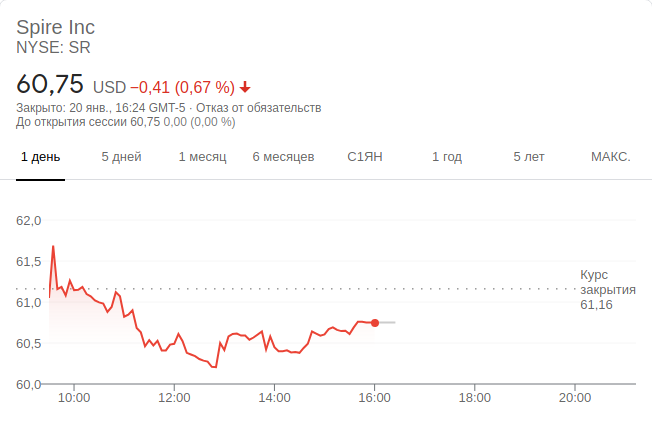 Spire Inc
NYSE: SR
60,75 USD −0,41 (0,67 %)
Закрыто: 20 янв., 16:24 GMT-5 · Отказ от обязательств
До открытия сессии 60,75 0,00 (0,00 %)
1 день 5 дней 1 месяц 6 месяцев С1ЯН 1 год 5 лет МАКС.
62,0
61,5
Курс
закрытия
61,16
61,0
60,5
60,0
10:00 12:00 14:00 16:00 18:00 20:00